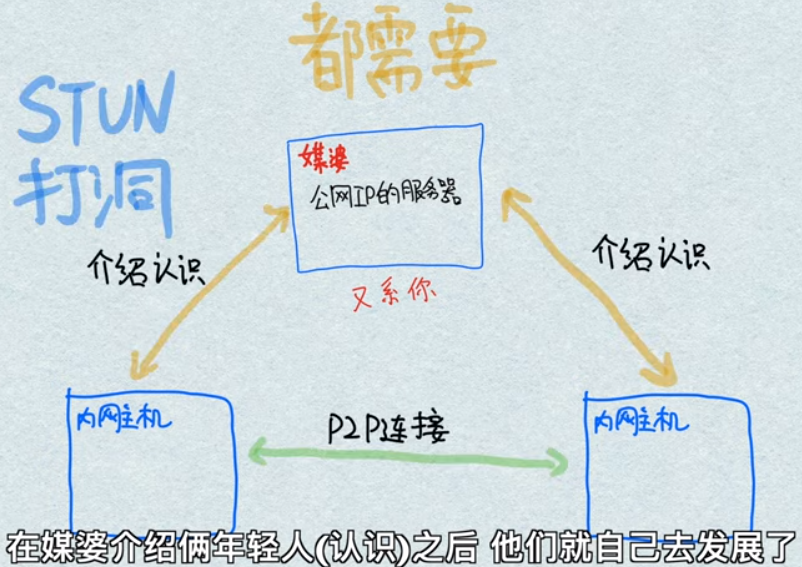 都需要
STUN
打洞
媒婆
公网IP的服务器
又系你
介绍认识
介绍认识
内网主机
P2P连接
内网主机
在媒婆介绍俩年轻人(认识)之后 他们就自己去发展了